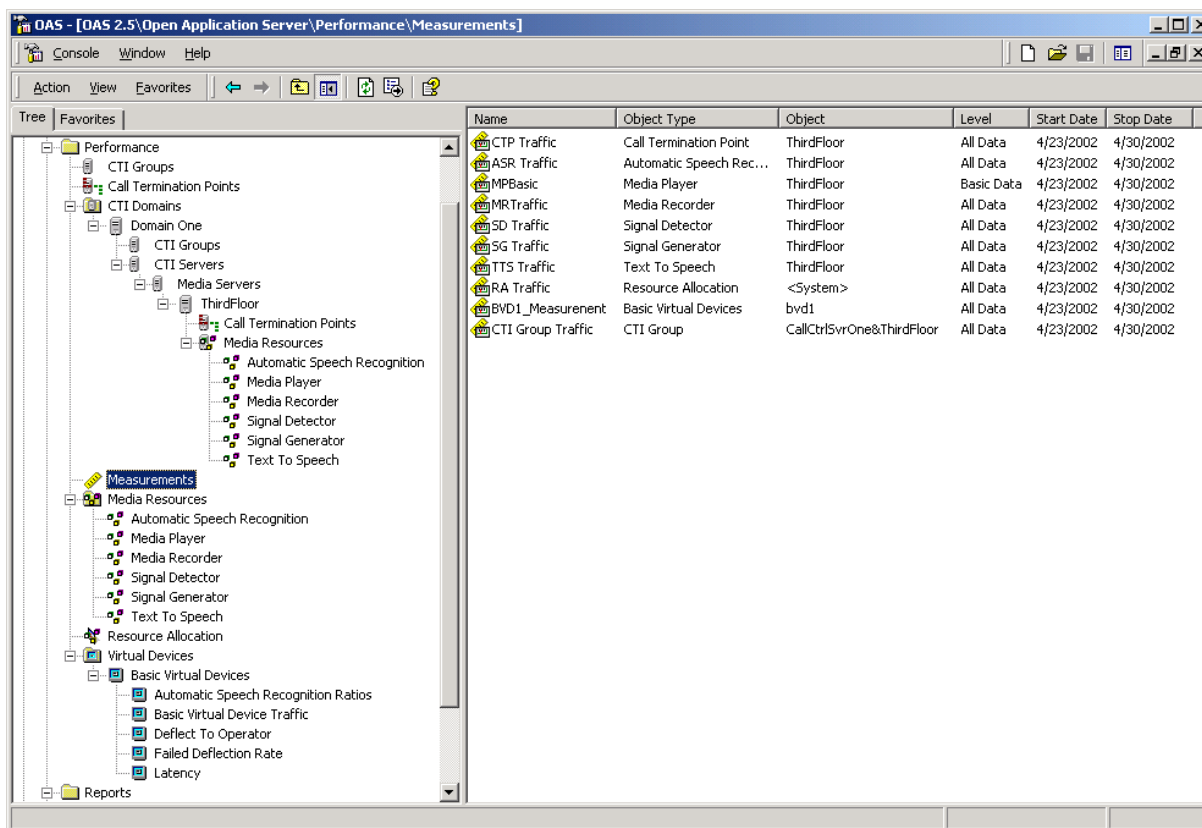 OAS - [OAS 2.5\Open Application Server\Performance\Measurements]
Console Window Help
Action View Favorites
Tree Favorites
Performance
CTI Groups
Call Termination Points
CTI Domains
Domain One
CTI Groups
CTI Servers
Media Servers
ThirdFloor
Call Termination Points
Media Resources
Automatic Speech Recognition
Media Player
Media Recorder
Signal Detector
Signal Generator
Text To Speech
Measurements
Media Resources
Automatic Speech Recognition
Media Player
Media Recorder
Signal Detector
Signal Generator
Text To Speech
Resource Allocation
Virtual Devices
Basic Virtual Devices
Automatic Speech Recognition Ratios
Basic Virtual Device Traffic
Deflect To Operator
Failed Deflection Rate
Latency
Reports
Name Object Type Object Level Start Date Stop Date
CTP Traffic Call Termination Point ThirdFloor All Data 4/23/2002 4/30/2002
ASR Traffic Automatic Speech Rec... ThirdFloor All Data 4/23/2002 4/30/2002
MPBasic Media Player ThirdFloor Basic Data 4/23/2002 4/30/2002
MRTraffic Media Recorder ThirdFloor All Data 4/23/2002 4/30/2002
SD Traffic Signal Detector ThirdFloor All Data 4/23/2002 4/30/2002
SG Traffic Signal Generator ThirdFloor All Data 4/23/2002 4/30/2002
TTS Traffic Text To Speech ThirdFloor All Data 4/23/2002 4/30/2002
RA Traffic Resource Allocation <System> All Data 4/23/2002 4/30/2002
BVD1_Measurenent Basic Virtual Devices bvd1 All Data 4/23/2002 4/30/2002
CTI Group Traffic CTI Group CallCtrlSvrOne&ThirdFloor All Data 4/23/2002 4/30/2002